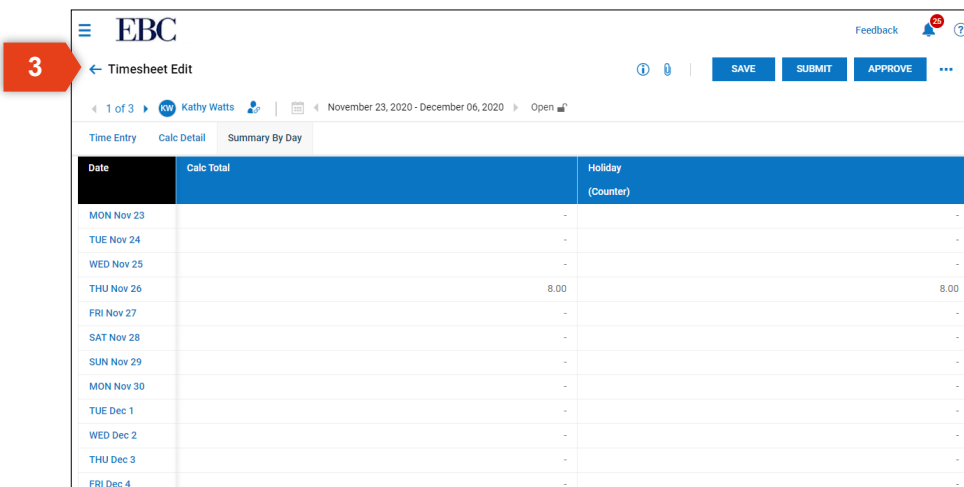 EBC
Feedback
25
?
3
Timesheet Edit
SAVE SUBMIT APPROVE
1 of 3 KW Kathy Watts November 23, 2020 - December 06, 2020 Open
Time Entry Calc Detail Summary By Day
Date Calc Total Holiday
(Counter)
MON Nov 23 - -
TUE Nov 24 - -
WED Nov 25 - -
THU Nov 26 8.00 8.00
FRI Nov 27 - -
SAT Nov 28 - -
SUN Nov 29 - -
MON Nov 30 - -
TUE Dec 1 - -
WED Dec 2 - -
THU Dec 3 - -
FRI Dec 4 - -